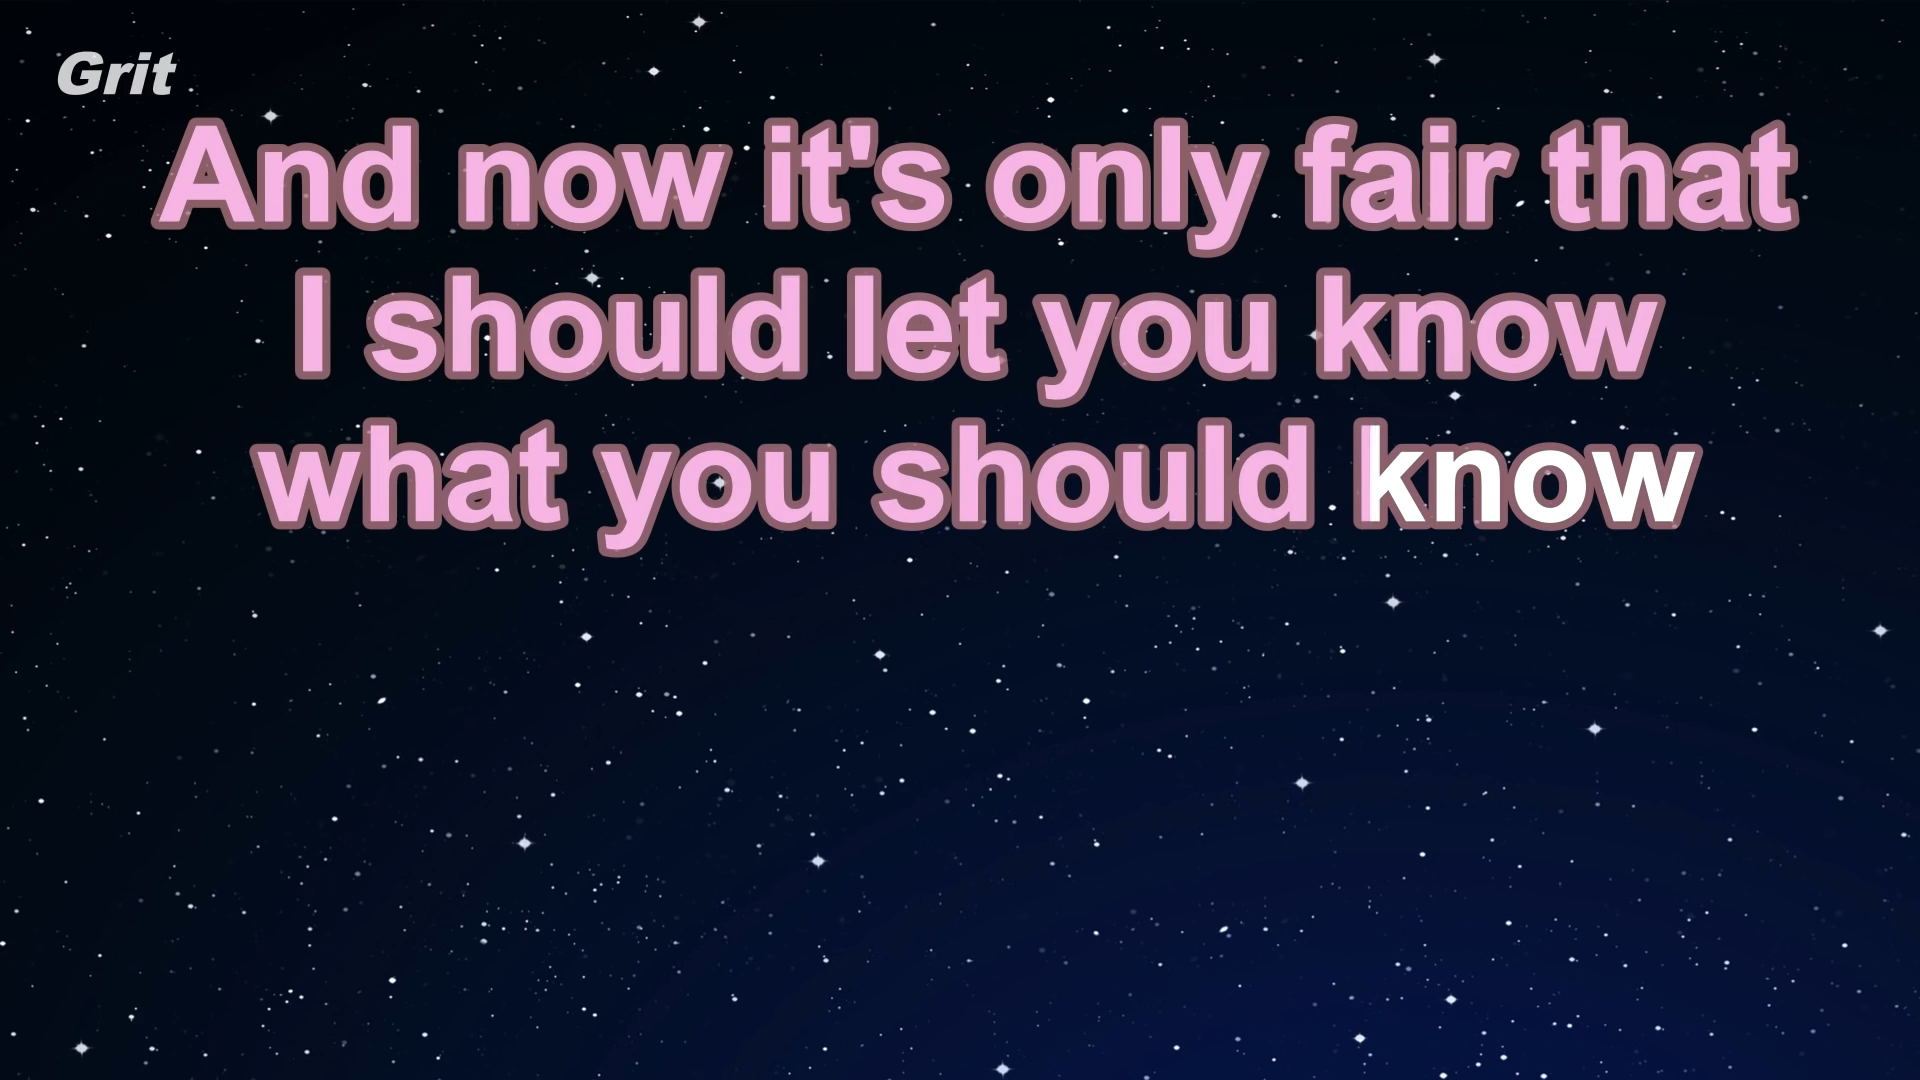 Grit
And now it's only fair that
I should let you know
what you should know